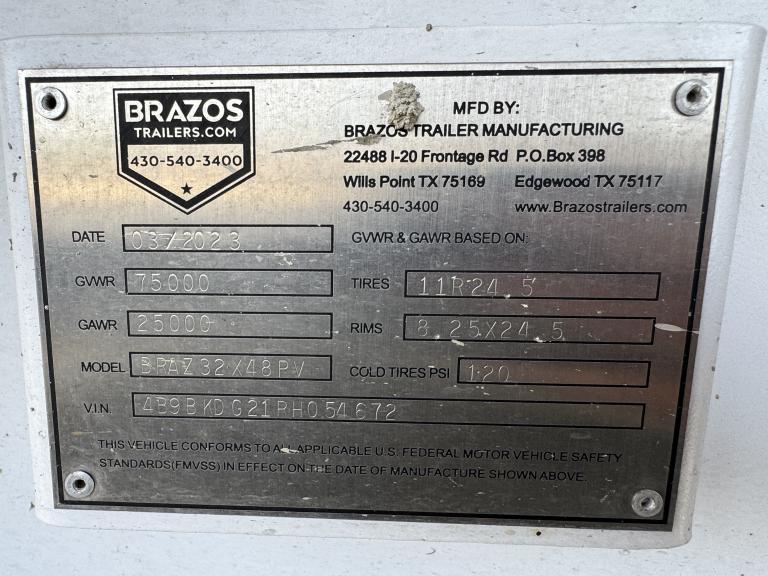 BRAZOS
TRAILERS.COM
430-540-3400
MFD BY:
BRAZOS TRAILER MANUFACTURING
22488 I-20 Frontage Rd P.O.Box 398
Wills Point TX 75169 Edgewood TX 75117
430-540-3400 www.Brazostrailers.com
DATE 03/2023 GVWR & GAWR BASED ON:
GVWR 75000 TIRES 11R24.5
GAWR 25000 RIMS 8.25X24.5
MODEL BRAZ32X48PV COLD TIRES PSI 120
V.I.N. 4B9BKDG21PH054672
THIS VEHICLE CONFORMS TO ALL APPLICABLE U.S. FEDERAL MOTOR VEHICLE SAFETY
STANDARDS(FMVSS) IN EFFECT ON THE DATE OF MANUFACTURE SHOWN ABOVE.